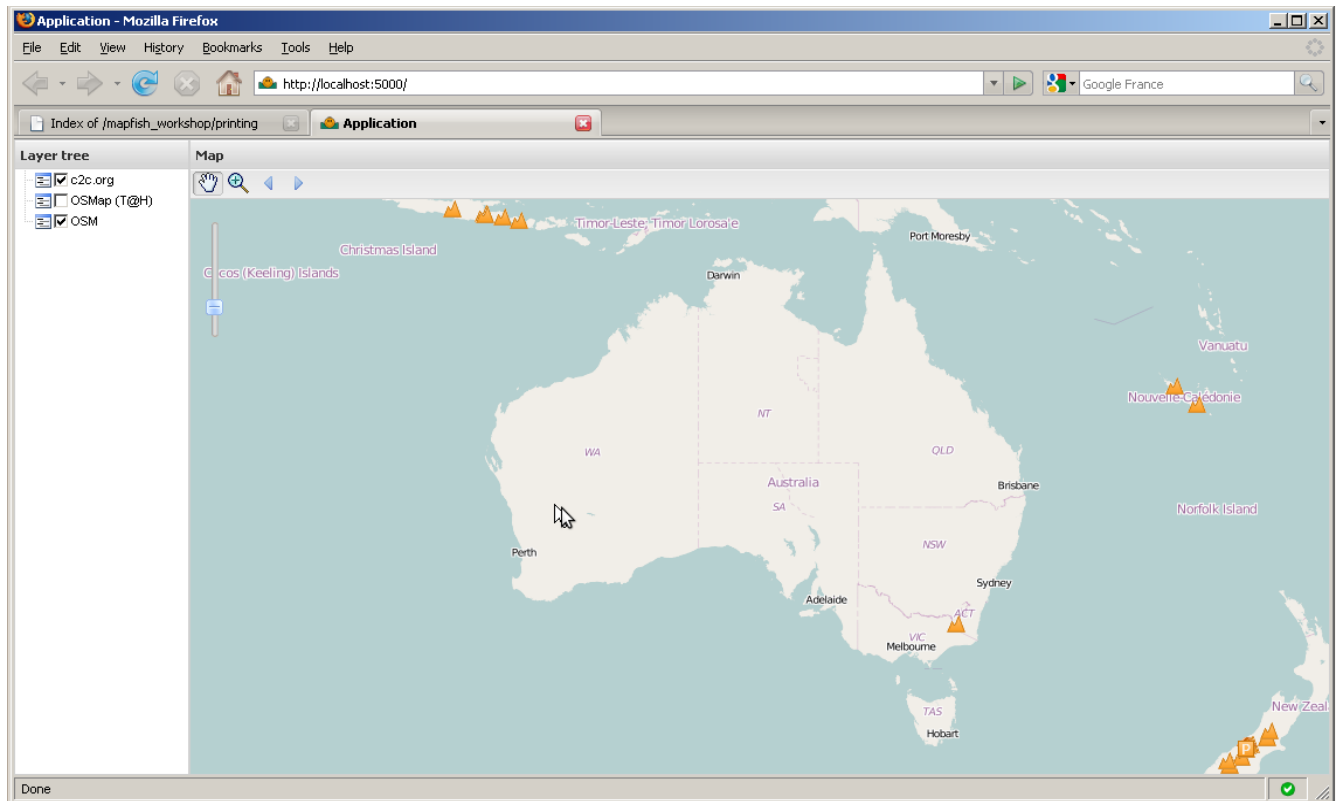 Application - Mozilla Firefox
File Edit View History Bookmarks Tools Help
http://localhost:5000/
Google France
Index of /mapfish_workshop/printing
Application
Layer tree
Map
c2c.org
OSMap (T@H)
OSM
Timor-Leste, Timor Lorosa'e
Port Moresby
Christmas Island
Cocos (Keeling) Islands
Darwin
Vanuatu
Nouvelle-Calédonie
NT
WA
QLD
Australia
Brisbane
SA
Norfolk Island
NSW
Perth
Sydney
Adelaide
ACT
VIC
Melbourne
TAS
New Zeal
Hobart
P
Done